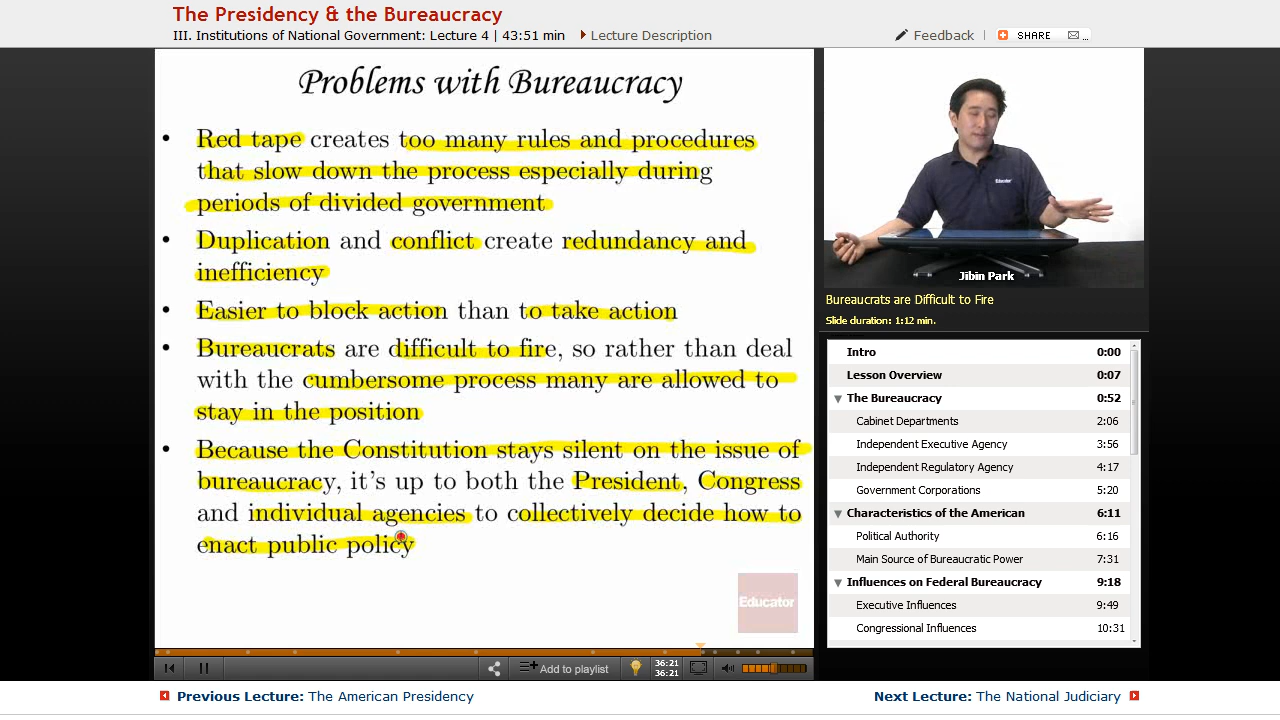 The Presidency & the Bureaucracy
III. Institutions of National Government: Lecture 4 | 43:51 min
Lecture Description
Feedback
SHARE
Problems with Bureaucracy
• Red tape creates too many rules and procedures
that slow down the process especially during
periods of divided government
• Duplication and conflict create redundancy and
inefficiency
• Easier to block action than to take action
• Bureaucrats are difficult to fire, so rather than deal
with the cumbersome process many are allowed to
stay in the position
• Because the Constitution stays silent on the issue of
bureaucracy, it's up to both the President, Congress
and individual agencies to collectively decide how to
enact public policy
Educator
Educator
Jibin Park
Bureaucrats are Difficult to Fire
Slide duration: 1:12 min.
Intro 0:00
Lesson Overview 0:07
The Bureaucracy 0:52
Cabinet Departments 2:06
Independent Executive Agency 3:56
Independent Regulatory Agency 4:17
Government Corporations 5:20
Characteristics of the American 6:11
Political Authority 6:16
Main Source of Bureaucratic Power 7:31
Influences on Federal Bureaucracy 9:18
Executive Influences 9:49
Congressional Influences 10:31
Add to playlist
36:21
36:21
Previous Lecture: The American Presidency
Next Lecture: The National Judiciary